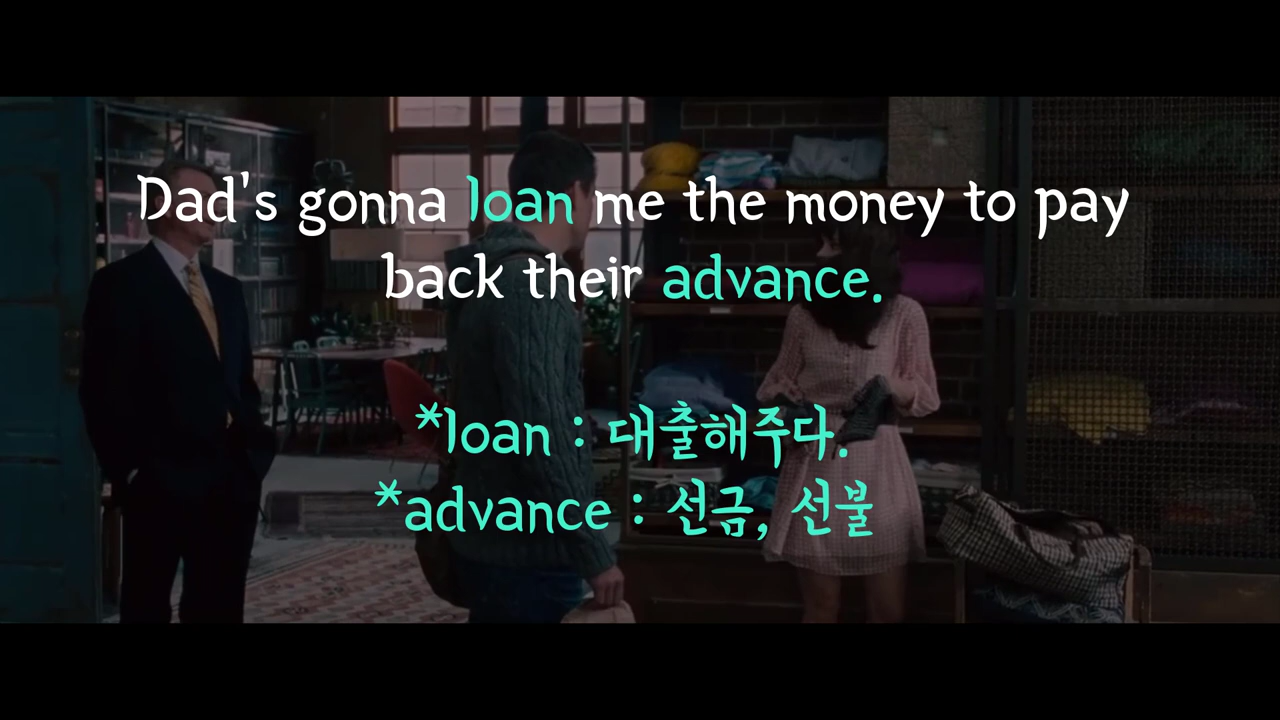 Dad's gonna loan me the money to pay
back their advance.
*loan : 대출해주다.
*advance : 선금, 선불